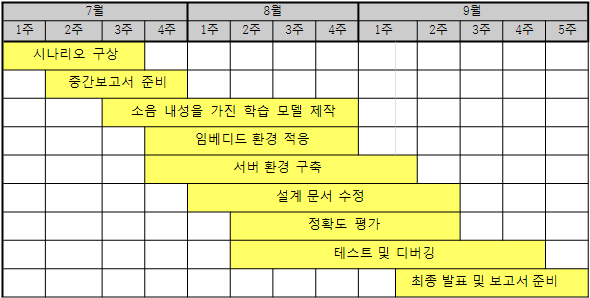 7월 8월 9월
1주 2주 3주 4주 1주 2주 3주 4주 1주 2주 3주 4주 5주
시나리오 구상
중간보고서 준비
소음 내성을 가진 학습 모델 제작
임베디드 환경 적응
서버 환경 구축
설계 문서 수정
정확도 평가
테스트 및 디버깅
최종 발표 및 보고서 준비